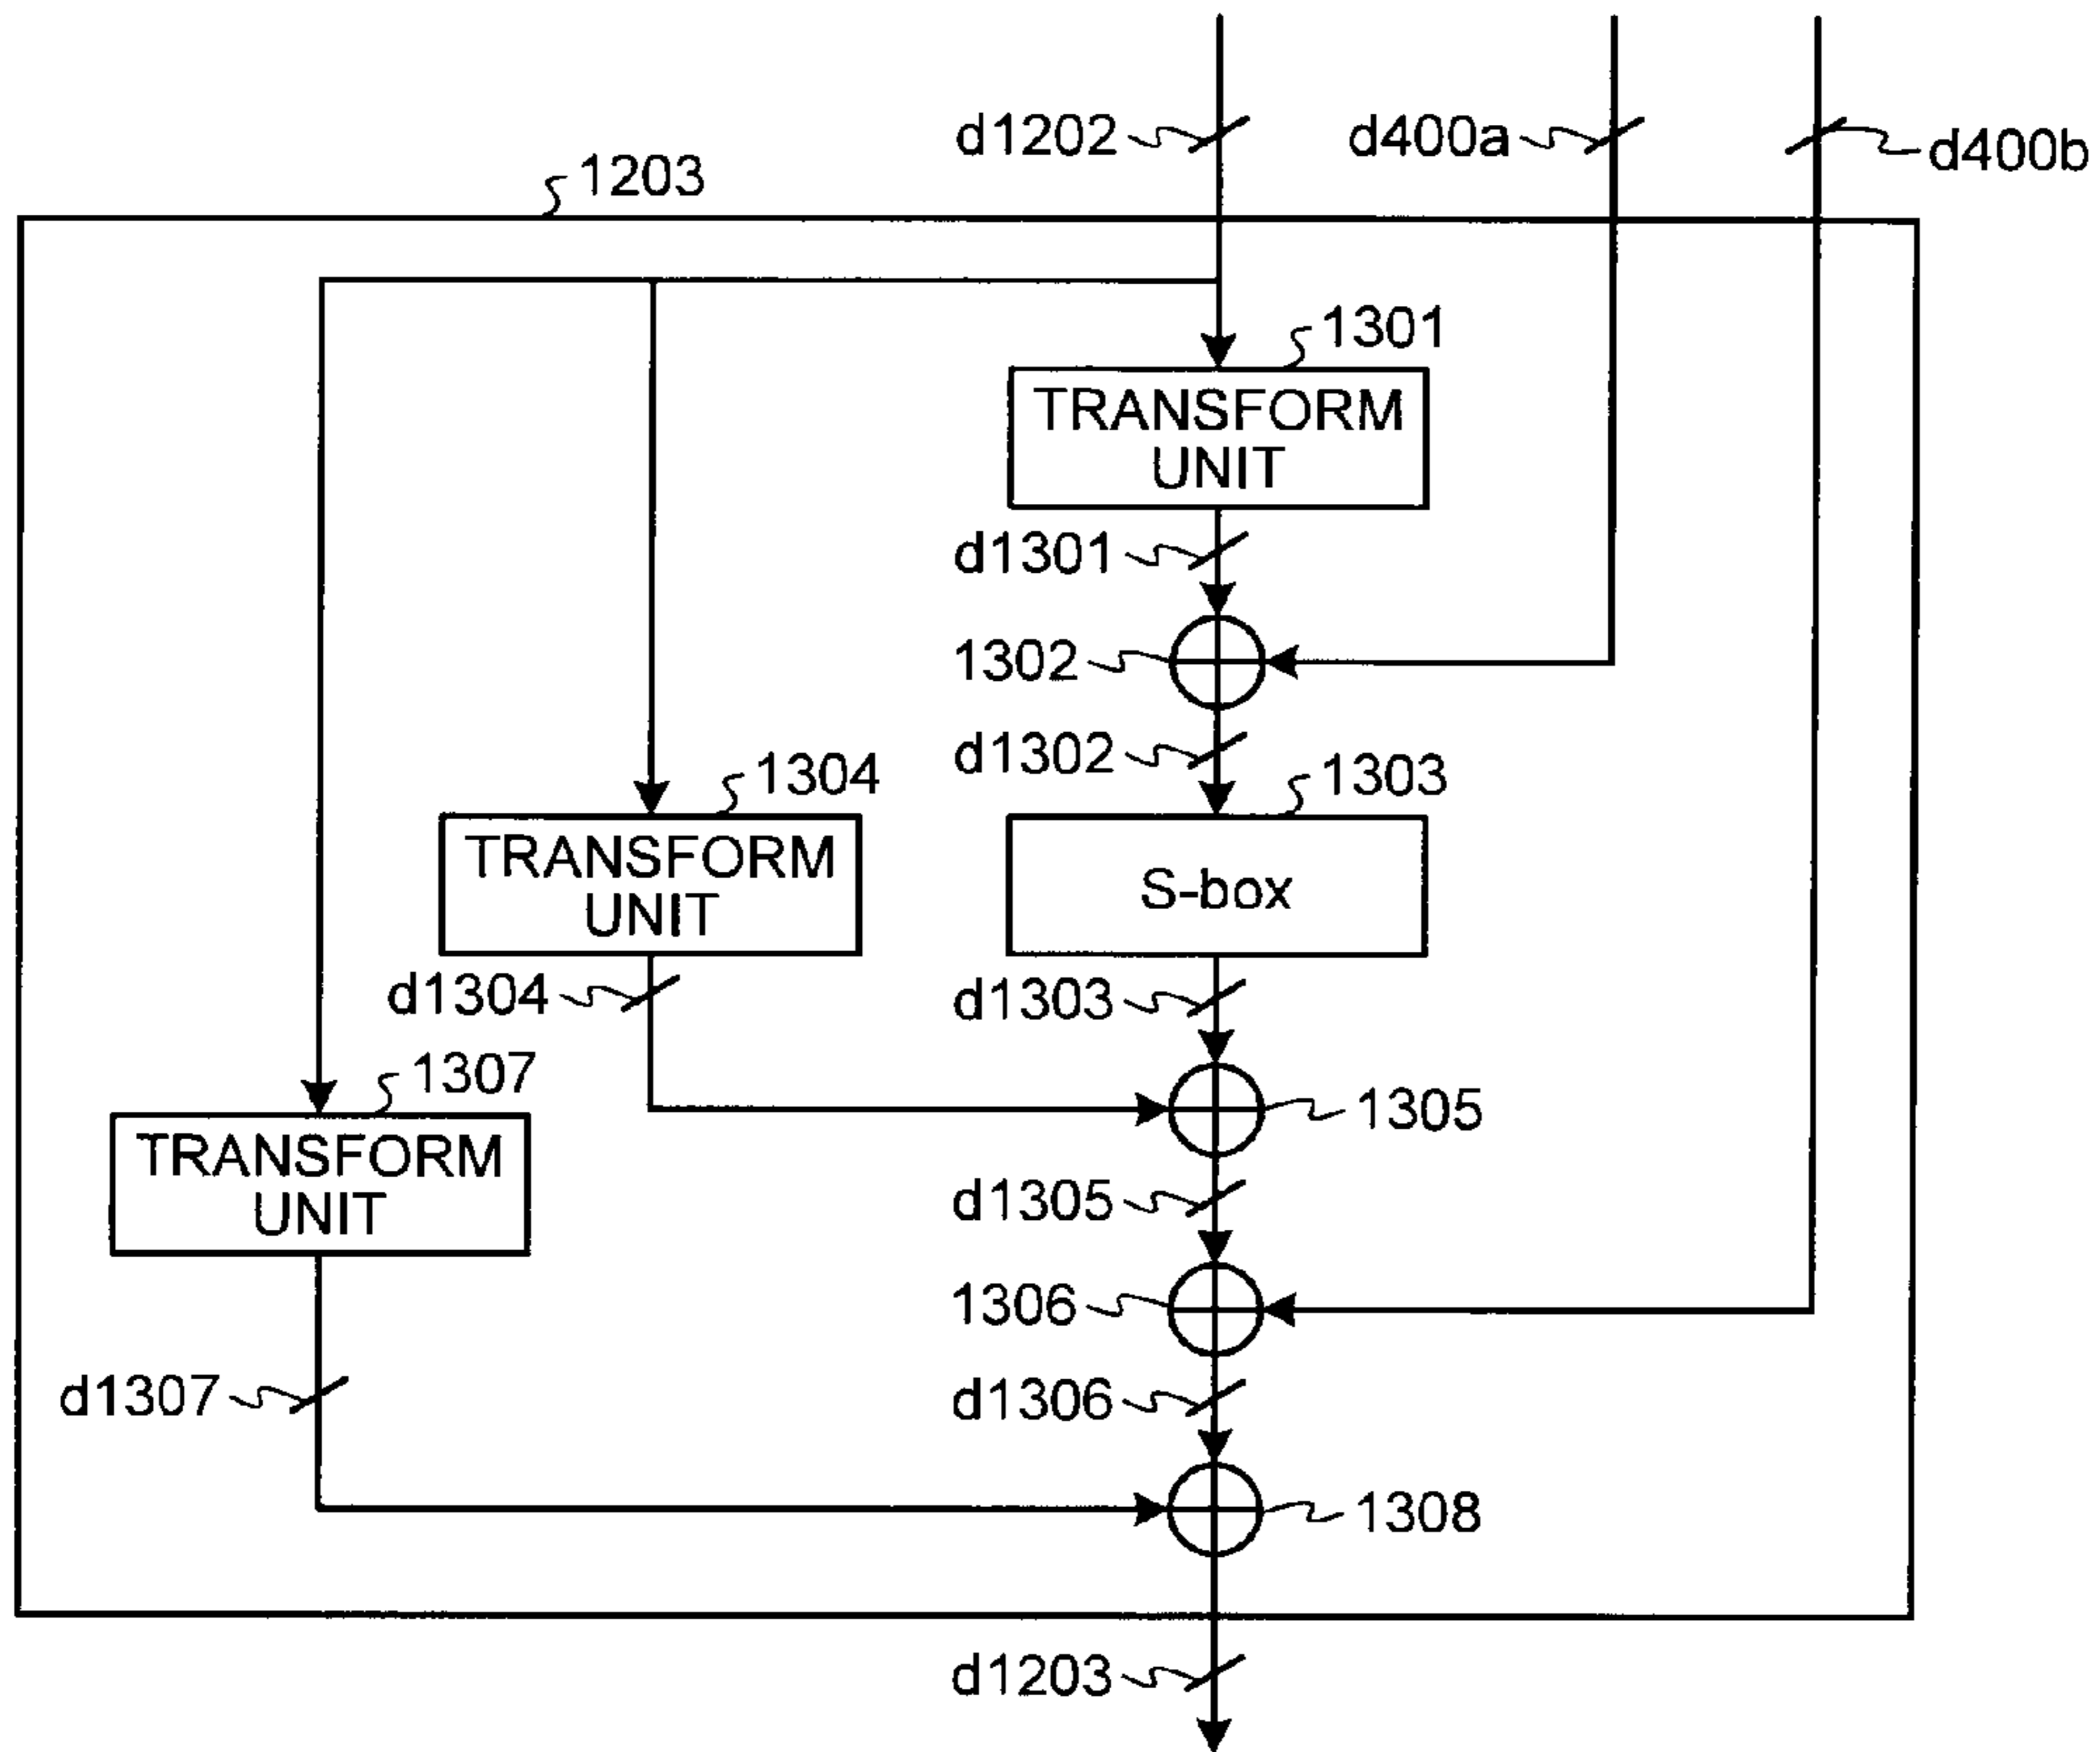 d1202
d400a
d400b
1203
1301
TRANSFORM
UNIT
d1301
1302
d1302
1304
1303
TRANSFORM
UNIT
S-box
d1304
d1303
1307
1305
TRANSFORM
UNIT
d1305
1306
d1307
d1306
1308
d1203